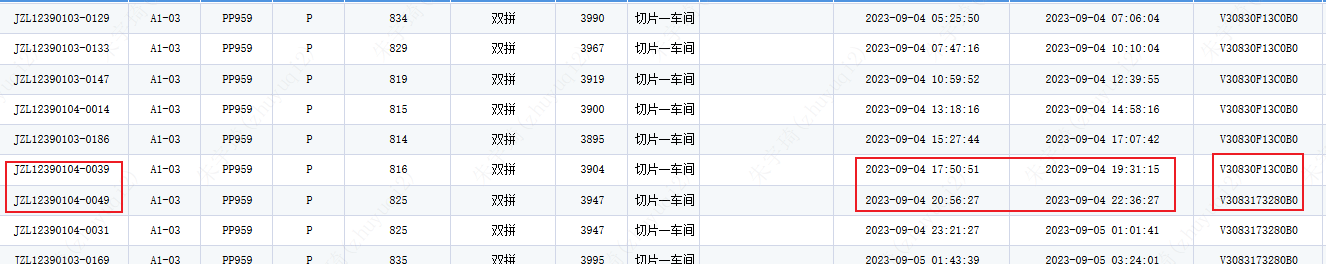 JZL12390103-0129 A1-03 PP959 P 834 双拼 3990 切片一车间 2023-09-04 05:25:50 2023-09-04 07:06:04 V30830F13C0B0
JZL12390103-0133 A1-03 PP959 P 829 双拼 3967 切片一车间 2023-09-04 07:47:16 2023-09-04 10:10:04 V30830F13C0B0
JZL12390103-0147 A1-03 PP959 P 819 双拼 3919 切片一车间 2023-09-04 10:59:52 2023-09-04 12:39:55 V30830F13C0B0
JZL12390104-0014 A1-03 PP959 P 815 双拼 3900 切片一车间 2023-09-04 13:18:16 2023-09-04 14:58:16 V30830F13C0B0
JZL12390103-0186 A1-03 PP959 P 814 双拼 3895 切片一车间 2023-09-04 15:27:44 2023-09-04 17:07:42 V30830F13C0B0
JZL12390104-0039 A1-03 PP959 P 816 双拼 3904 切片一车间 2023-09-04 17:50:51 2023-09-04 19:31:15 V30830F13C0B0
JZL12390104-0049 A1-03 PP959 P 825 双拼 3947 切片一车间 2023-09-04 20:56:27 2023-09-04 22:36:27 V3083173280B0
JZL12390104-0031 A1-03 PP959 P 825 双拼 3947 切片一车间 2023-09-04 23:21:27 2023-09-05 01:01:41 V3083173280B0
JZL12390103-0169 A1-03 PP959 P 835 双拼 3995 切片一车间 2023-09-05 01:43:39 2023-09-05 03:24:01 V3083173280B0